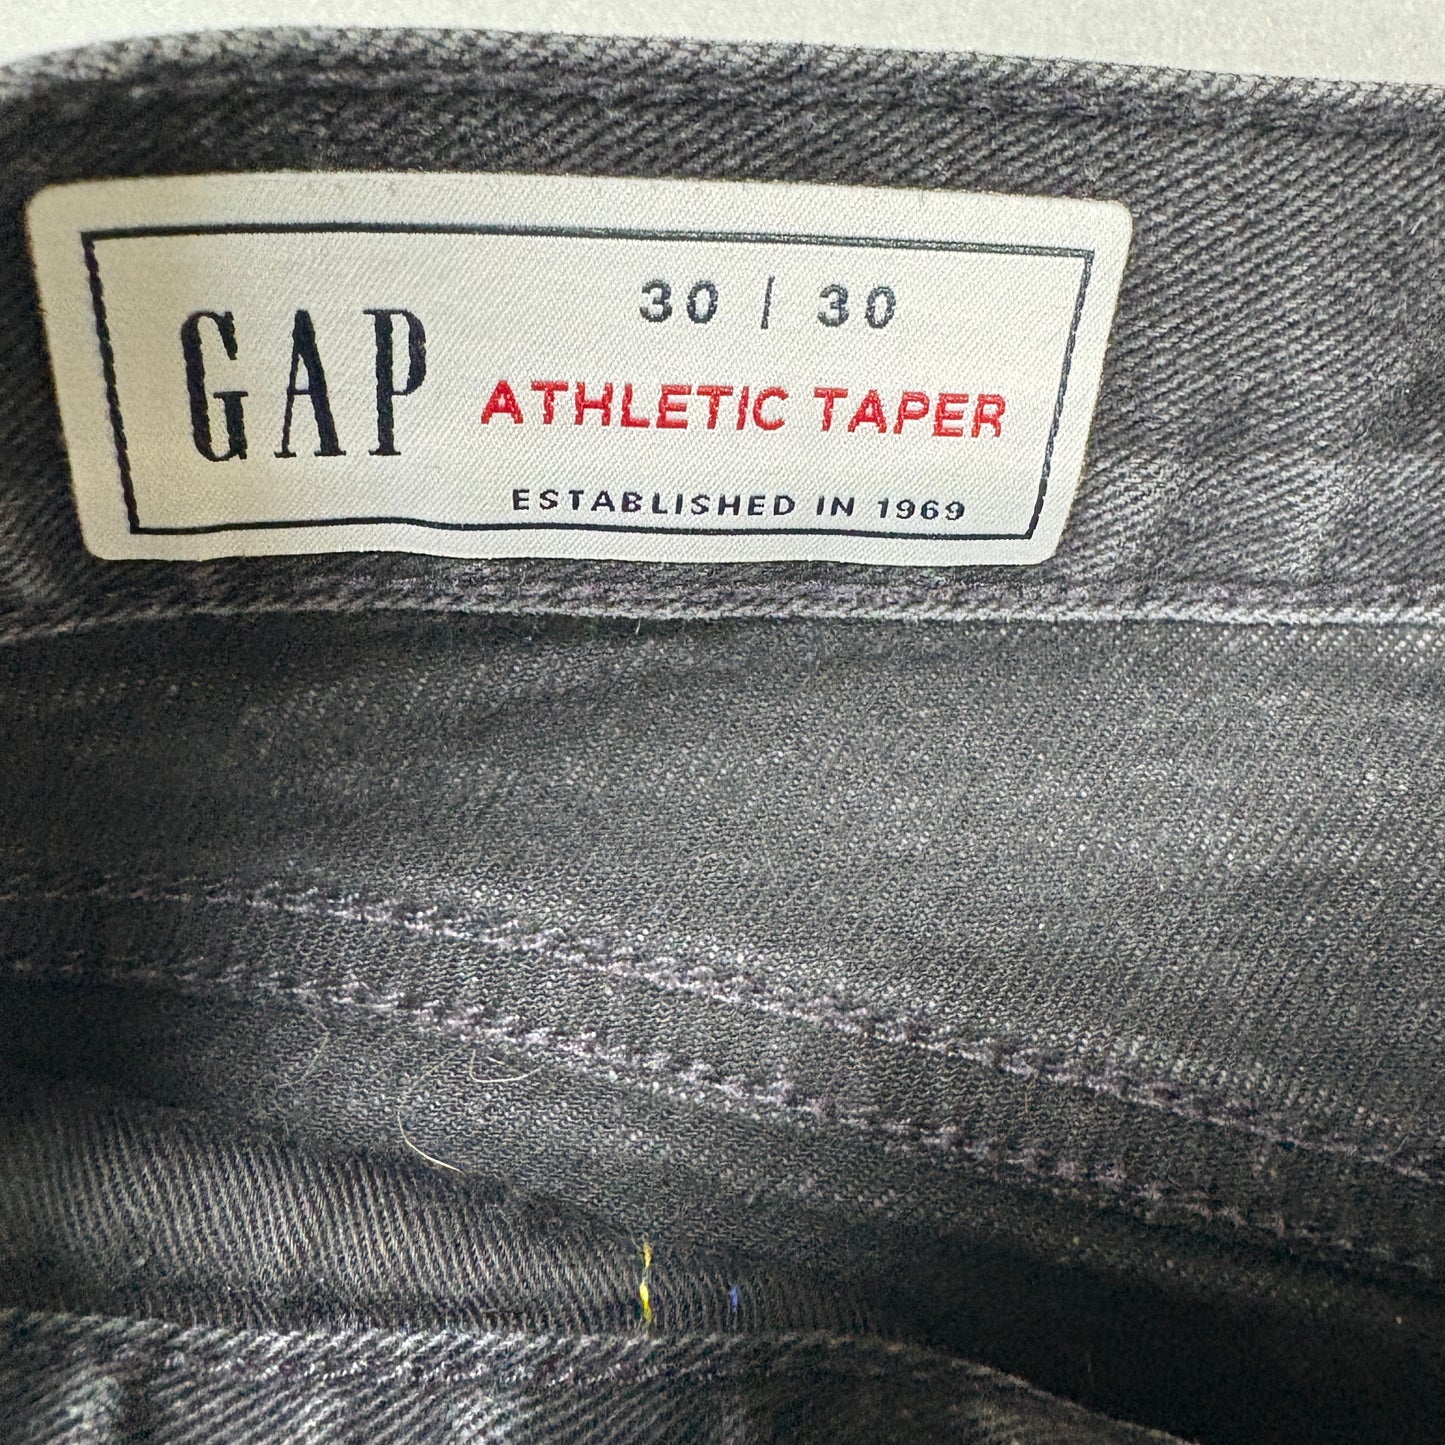 GAP
30 | 30
ATHLETIC TAPER
ESTABLISHED IN 1969